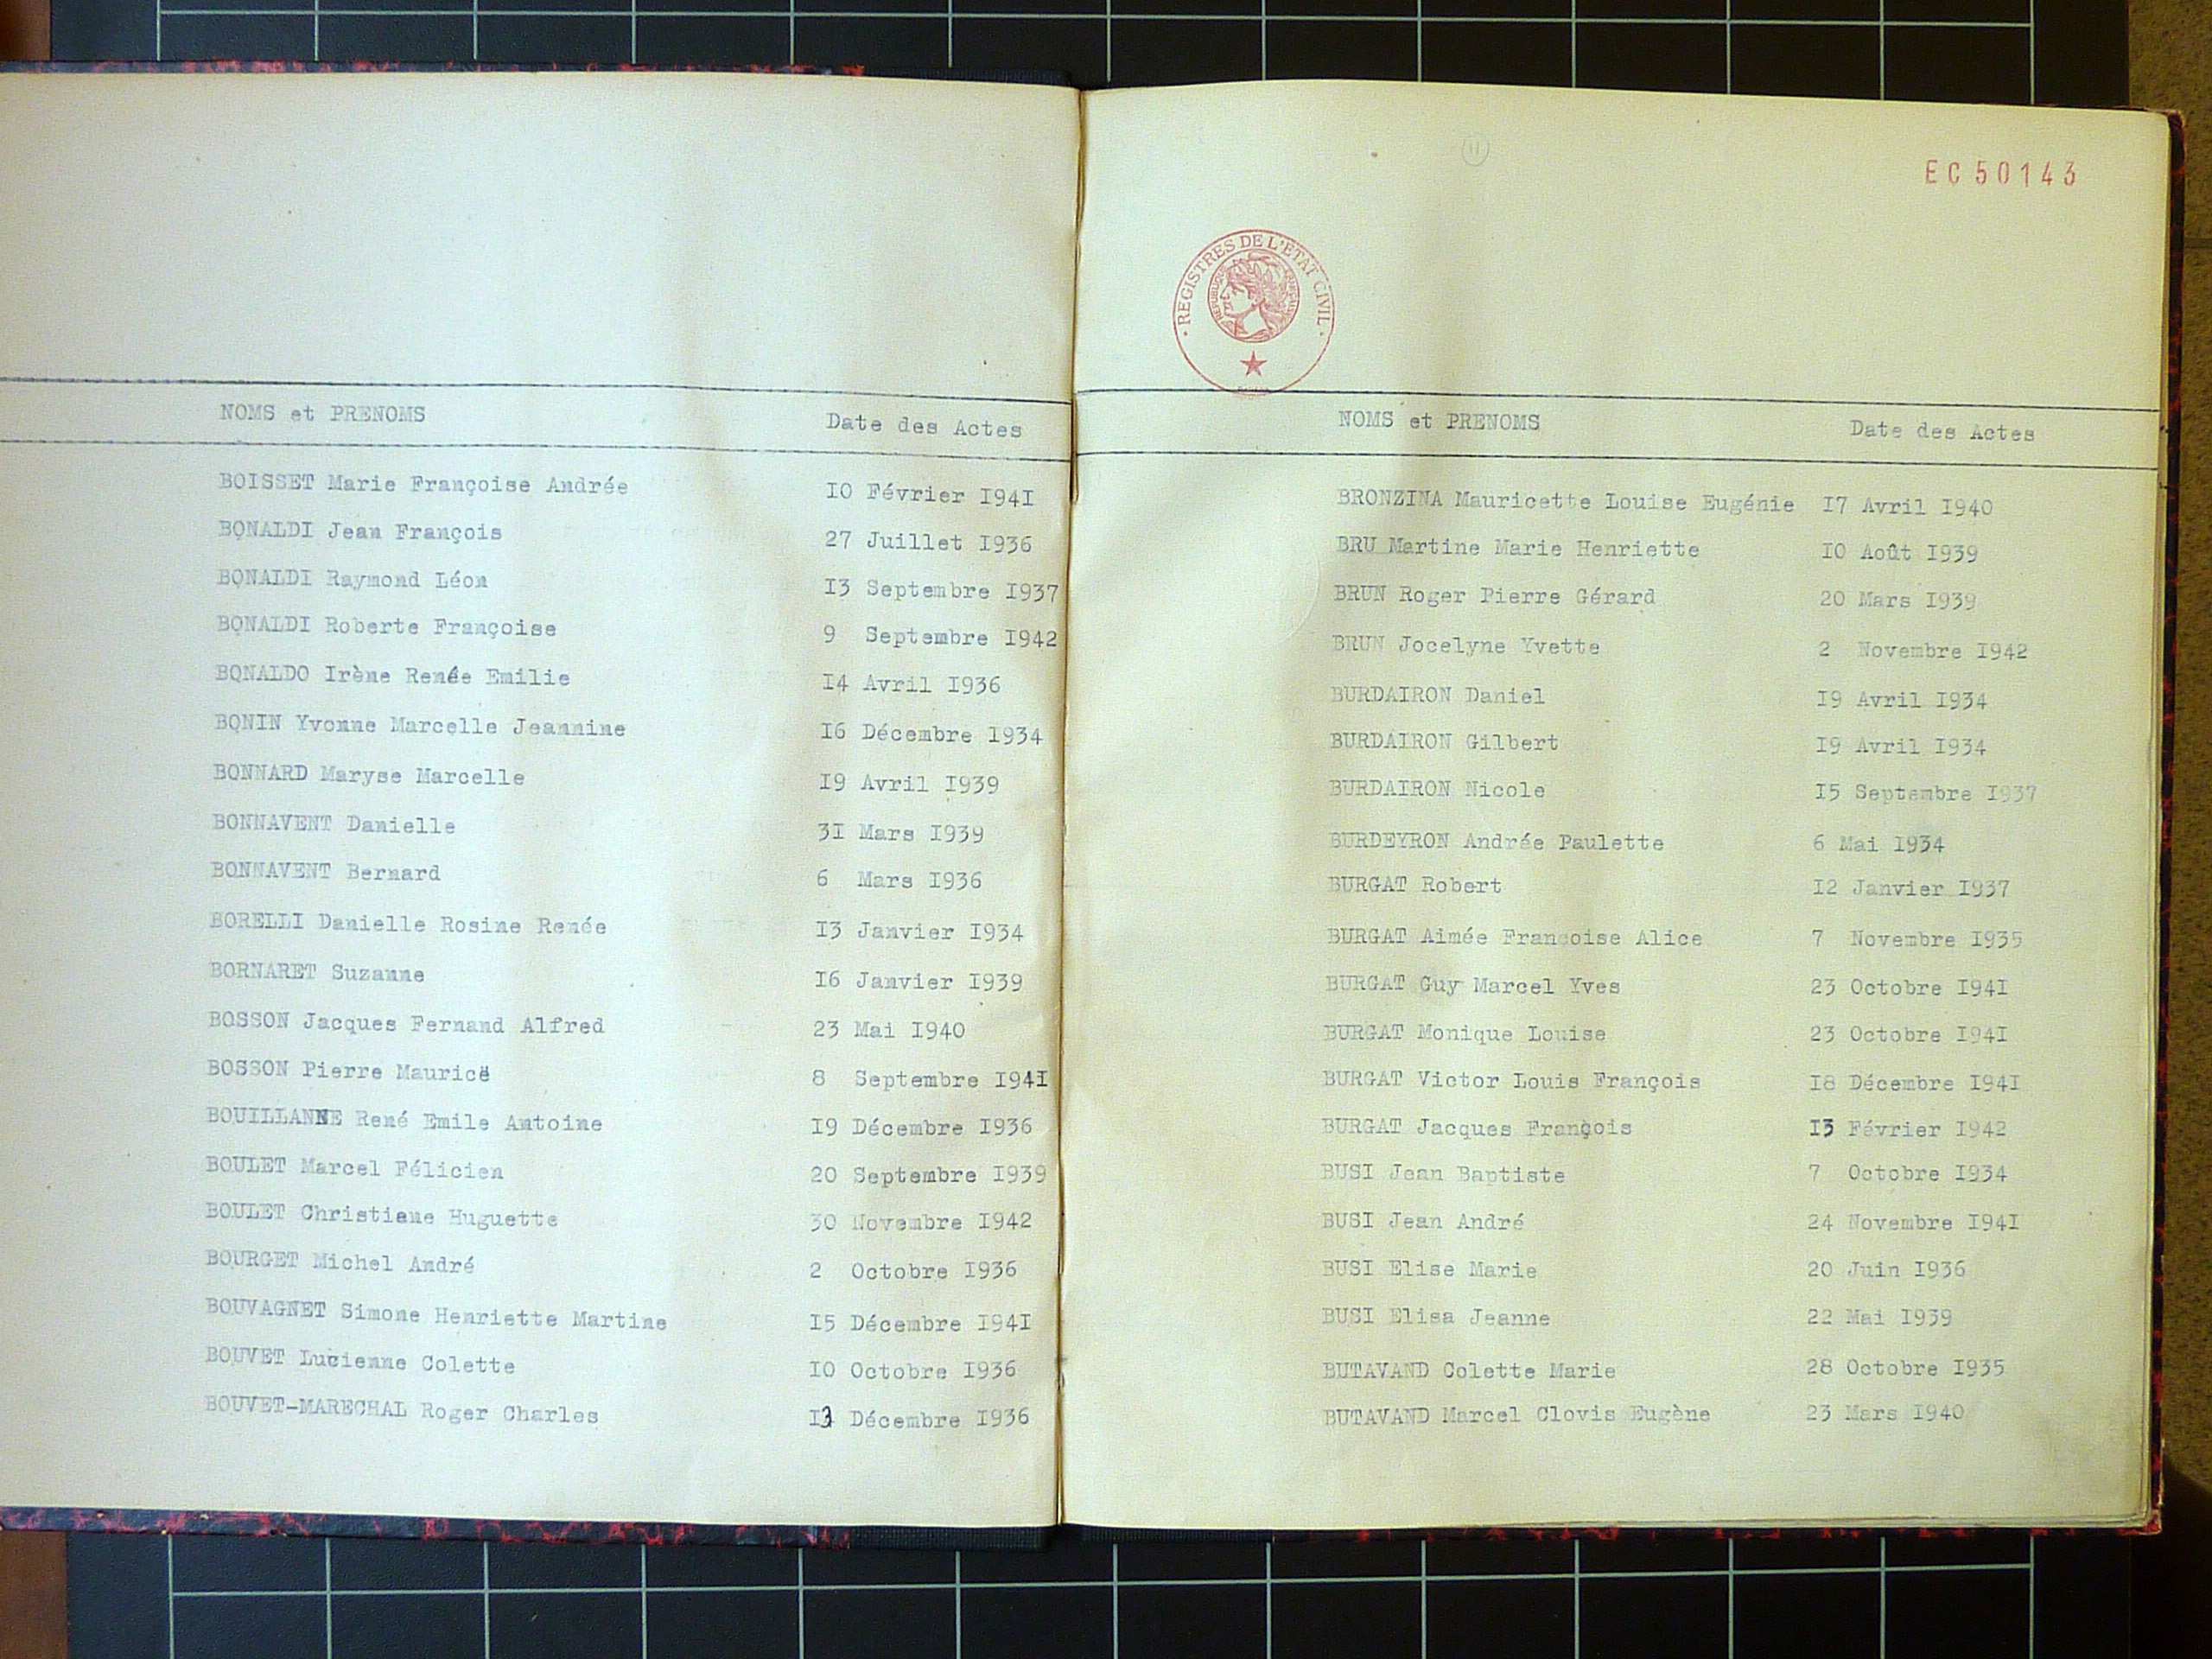 NOMS et PRENOMS Date des Actes
BOISSET Marie Françoise Andrée 10 Février 1941
BONALDI Jean François 27 Juillet 1936
BONALDI Raymond Léon 13 Septembre 1937
BONALDI Roberte Françoise 9 Septembre 1942
BONALDO Irène Renée Emilie 14 Avril 1936
BONIN Yvonne Marcelle Jeannine 16 Décembre 1934
BONNARD Maryse Marcelle 19 Avril 1939
BONNAVENT Danielle 31 Mars 1939
BONNAVENT Bernard 6 Mars 1936
BORELLI Danielle Rosine Renée 13 Janvier 1934
BORNARET Suzanne 16 Janvier 1939
BOSSON Jacques Fernand Alfred 23 Mai 1940
BOSSON Pierre Maurice 8 Septembre 1941
BOUILLANNE René Emile Antoine 19 Décembre 1936
BOULET Marcel Félicien 20 Septembre 1939
BOULET Christiane Huguette 30 Novembre 1942
BOURGET Michel André 2 Octobre 1936
BOUVAGNET Simone Henriette Martine 15 Décembre 1941
BOUVET Lucienne Colette 10 Octobre 1936
BOUVET-MARECHAL Roger Charles Décembre 1936
11
EC50143
REGISTRES DE L'ETAT CIVIL
REPUBLIQUE FRANÇAISE
NOMS et PRENOMS Date des Actes
BRONZINA Mauricette Louise Eugénie 17 Avril 1940
BRU Martine Marie Henriette 10 Août 1939
BRUN Roger Pierre Gérard 20 Mars 1939
BRUN Jocelyne Yvette 2 Novembre 1942
BURDAIRON Daniel 19 Avril 1934
BURDAIRON Gilbert 19 Avril 1934
BURDAIRON Nicole 15 Septembre 1937
BURDEYRON Andrée Paulette 6 Mai 1934
BURGAT Robert 12 Janvier 1937
BURGAT Aimée Francoise Alice 7 Novembre 1935
BURGAT Guy Marcel Yves 23 Octobre 1941
BURGAT Monique Louise 23 Octobre 1941
BURGAT Victor Louis François 18 Décembre 1941
BURGAT Jacques François 13 Février 1942
BUSI Jean Baptiste 7 Octobre 1934
BUSI Jean André 24 Novembre 1941
BUSI Elise Marie 20 Juin 1936
BUSI Elisa Jeanne 22 Mai 1939
BUTAVAND Colette Marie 28 Octobre 1935
BUTAVAND Marcel Clovis Eugène 23 Mars 1940